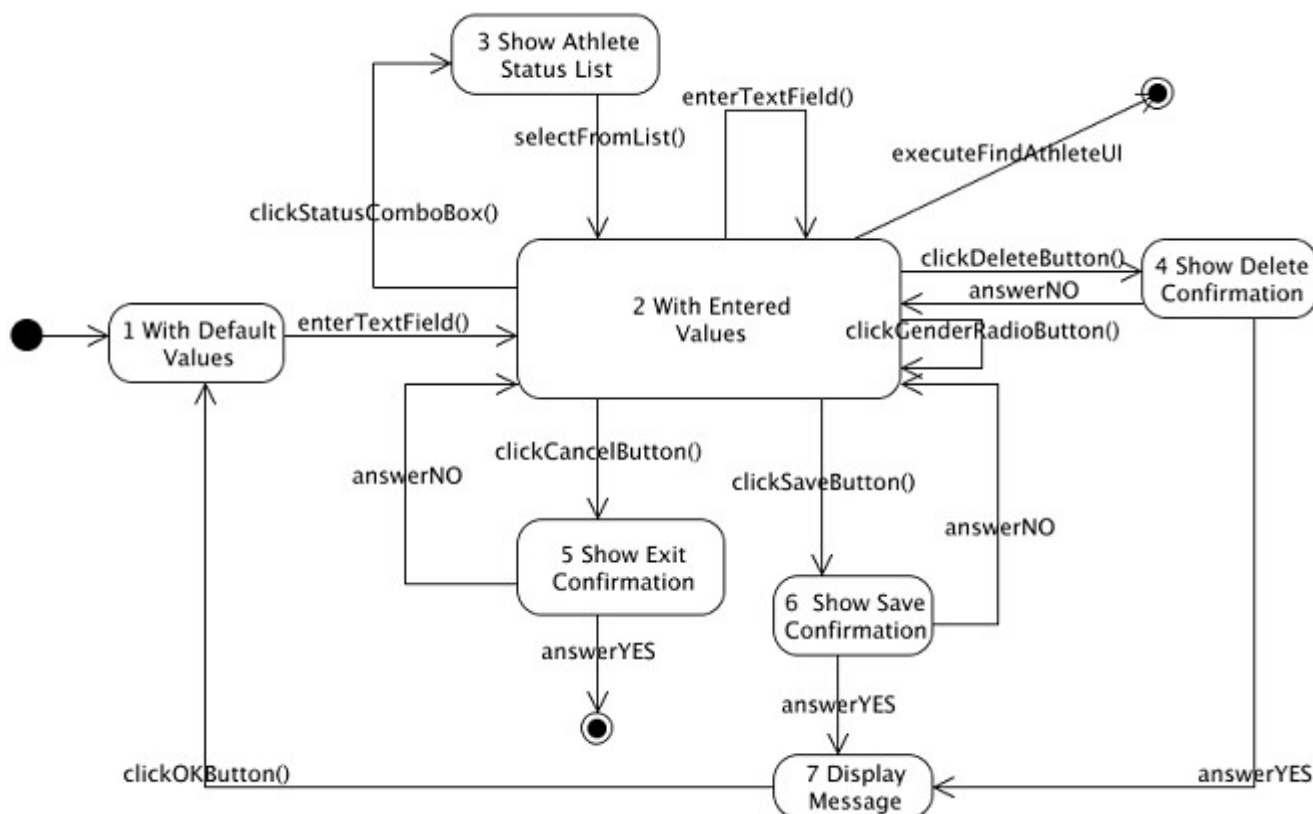 3 Show Athlete
Status List
enterTextField()
selectFromList()
executeFindAthleteUI
clickStatusComboBox()
clickDeleteButton()
4 Show Delete
Confirmation
answerNO
2 With Entered
Values
clickGenderRadioButton()
1 With Default
Values
enterTextField()
clickCancelButton()
answerNO
clickSaveButton()
answerNO
5 Show Exit
Confirmation
6 Show Save
Confirmation
answerYES
answerYES
clickOKButton()
7 Display
Message
answerYES